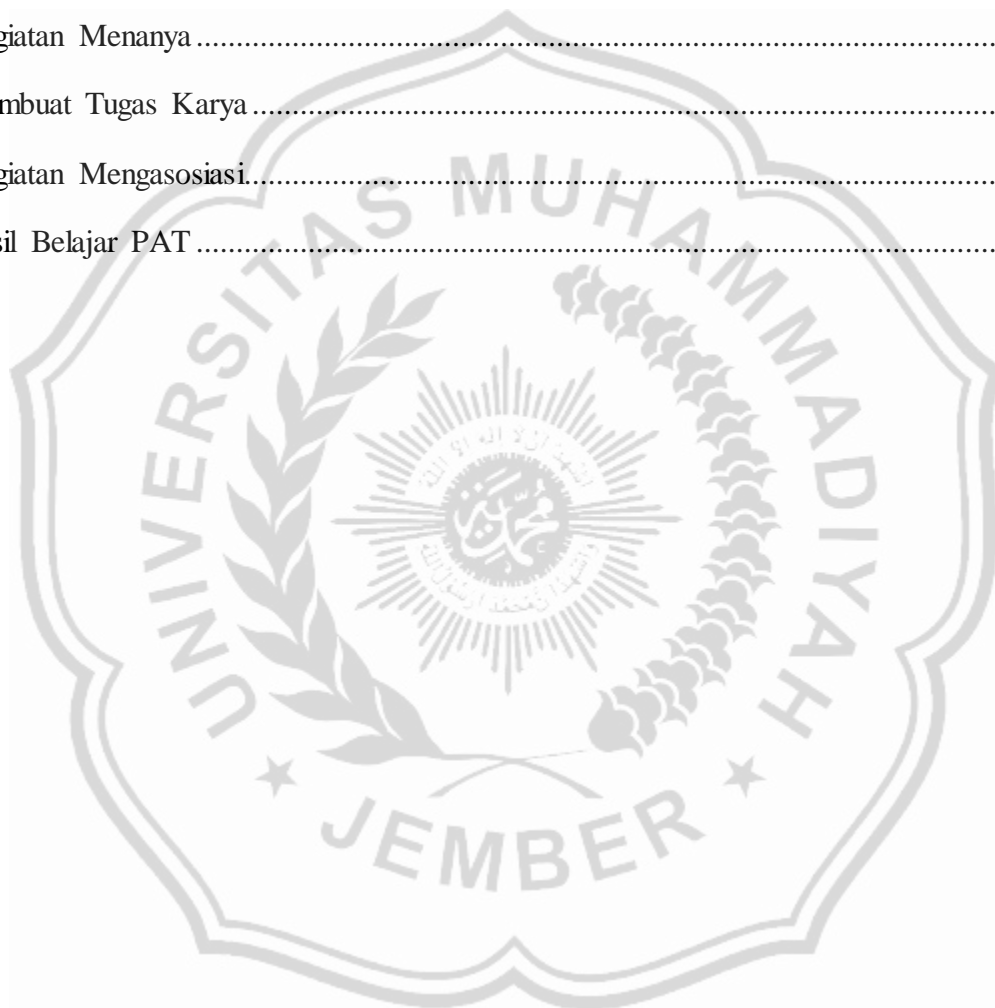 giatan Menanya ....................................................................................................
mbuat Tugas Karya ............................................................................................
giatan Mengasosiasi............................................................................................
sil Belajar PAT ....................................................................................................
UNIVERSITAS MUHAMMADIYAH
JEMBER